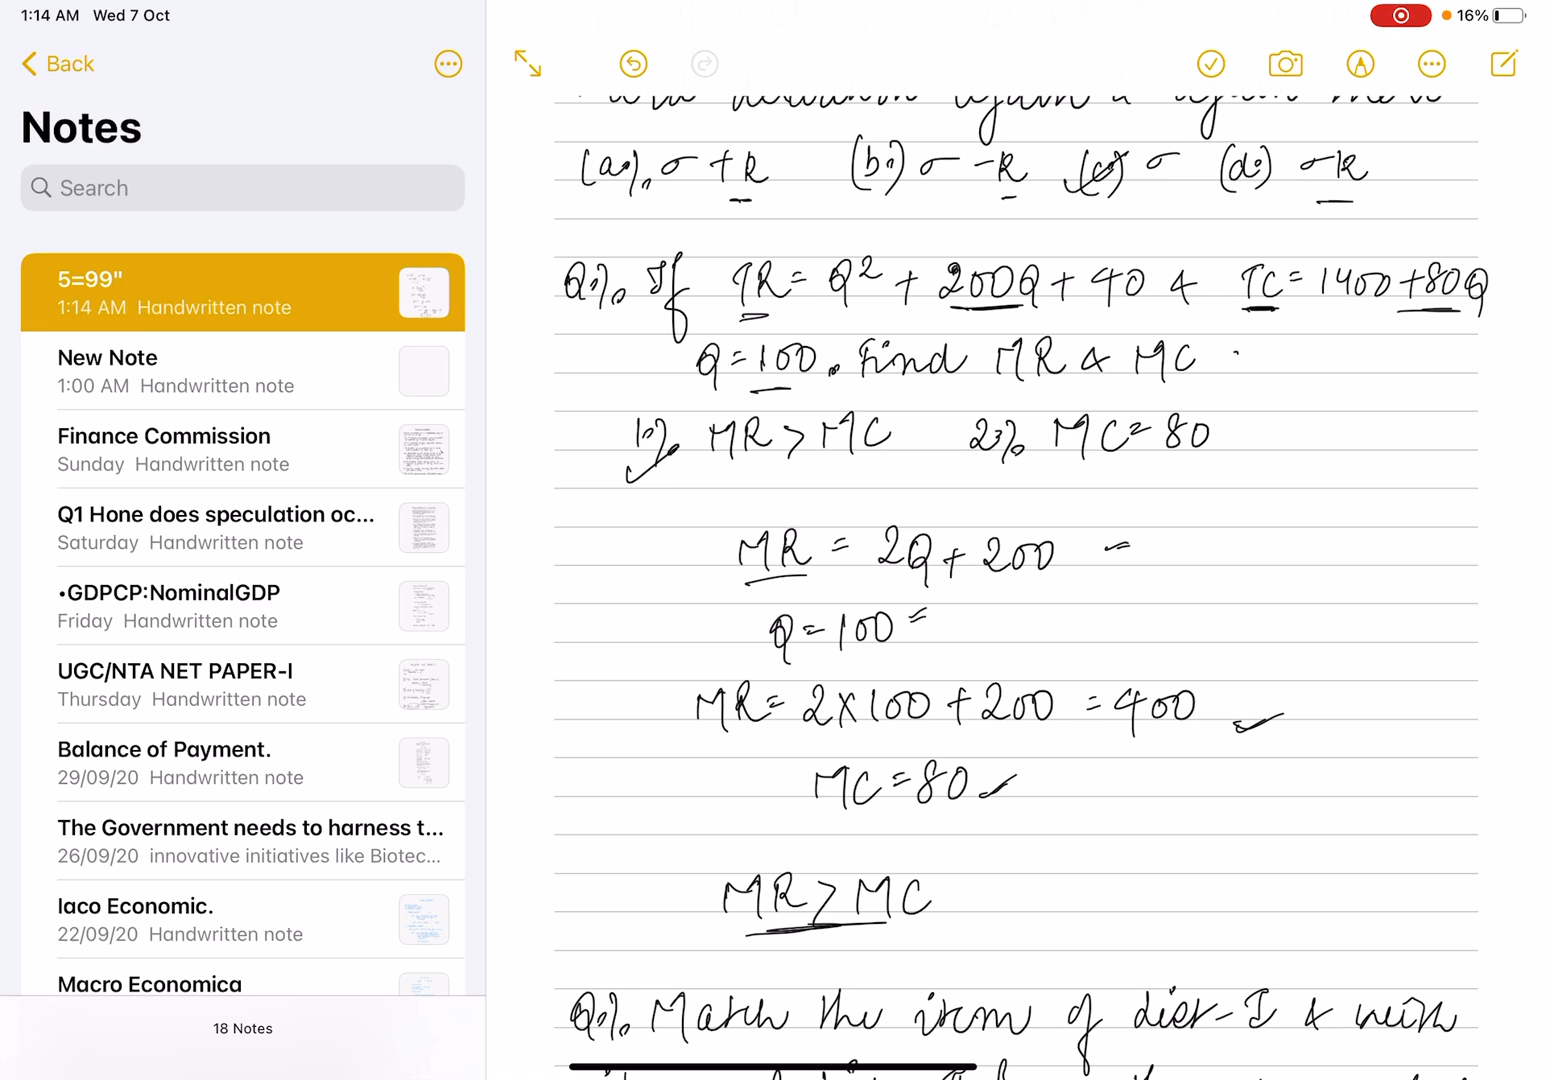 1:14 AM Wed 7 Oct
16%
Back
Notes
Search
5=99"
1:14 AM Handwritten note
New Note
1:00 AM Handwritten note
Finance Commission
Sunday Handwritten note
Q1 Hone does speculation oc...
Saturday Handwritten note
•GDPCP:NominalGDP
Friday Handwritten note
UGC/NTA NET PAPER-I
Thursday Handwritten note
Balance of Payment.
29/09/20 Handwritten note
The Government needs to harness t...
26/09/20 innovative initiatives like Biotec...
Iaco Economic.
22/09/20 Handwritten note
Macro Economica
18 Notes
(a) σ + R (b) σ - R (c) σ (d) σ-R
Q. If TR = Q² + 200Q + 40 & TC = 1400+80Q
Q = 100. Find MR & MC.
1. MR > MC 2. MC = 80
MR = 2Q + 200
Q = 100
MR = 2 X 100 + 200 = 400
MC = 80
MR > MC
Q. Match the item of list-I & with